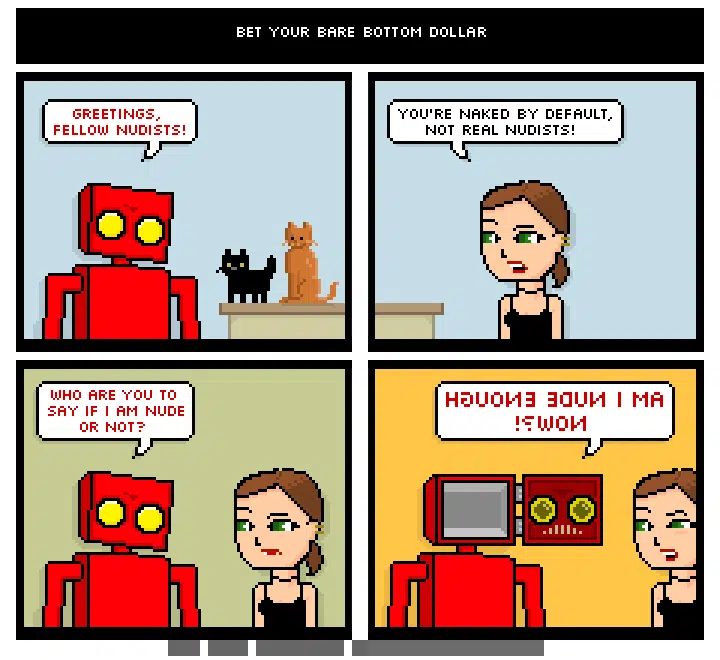 BET YOUR BARE BOTTOM DOLLAR
GREETINGS,
FELLOW NUDISTS!
YOU'RE NAKED BY DEFAULT,
NOT REAL NUDISTS!
WHO ARE YOU TO
SAY IF I AM NUDE
OR NOT?
AM I NUDE ENOUGH
NOW?!